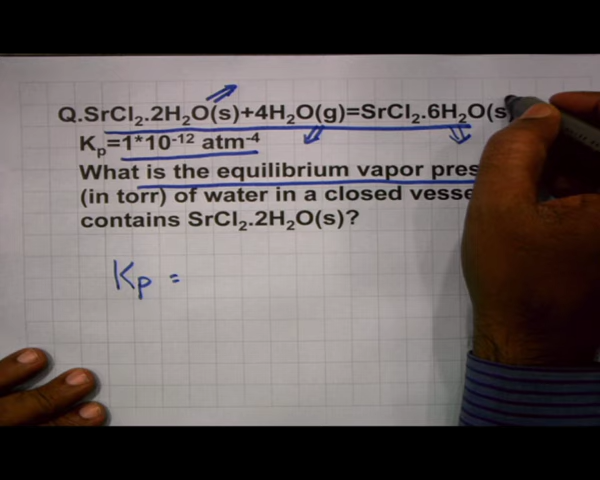 Q.SrCl₂.2H₂O(s)+4H₂O(g)=SrCl₂.6H₂O(s)
Kₚ=1*10⁻¹² atm⁻⁴
What is the equilibrium vapor pres
(in torr) of water in a closed vesse
contains SrCl₂.2H₂O(s)?
Kₚ =